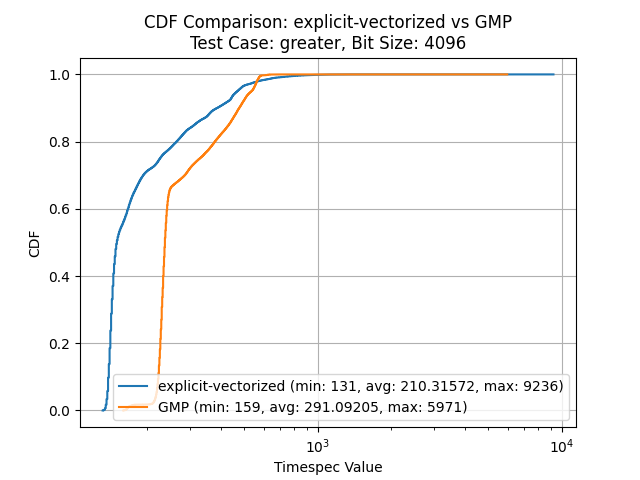 CDF Comparison: explicit-vectorized vs GMP
Test Case: greater, Bit Size: 4096
1.0
0.8
0.6
0.4
0.2
0.0
CDF
explicit-vectorized (min: 131, avg: 210.31572, max: 9236)
GMP (min: 159, avg: 291.09205, max: 5971)
10³
10⁴
Timespec Value